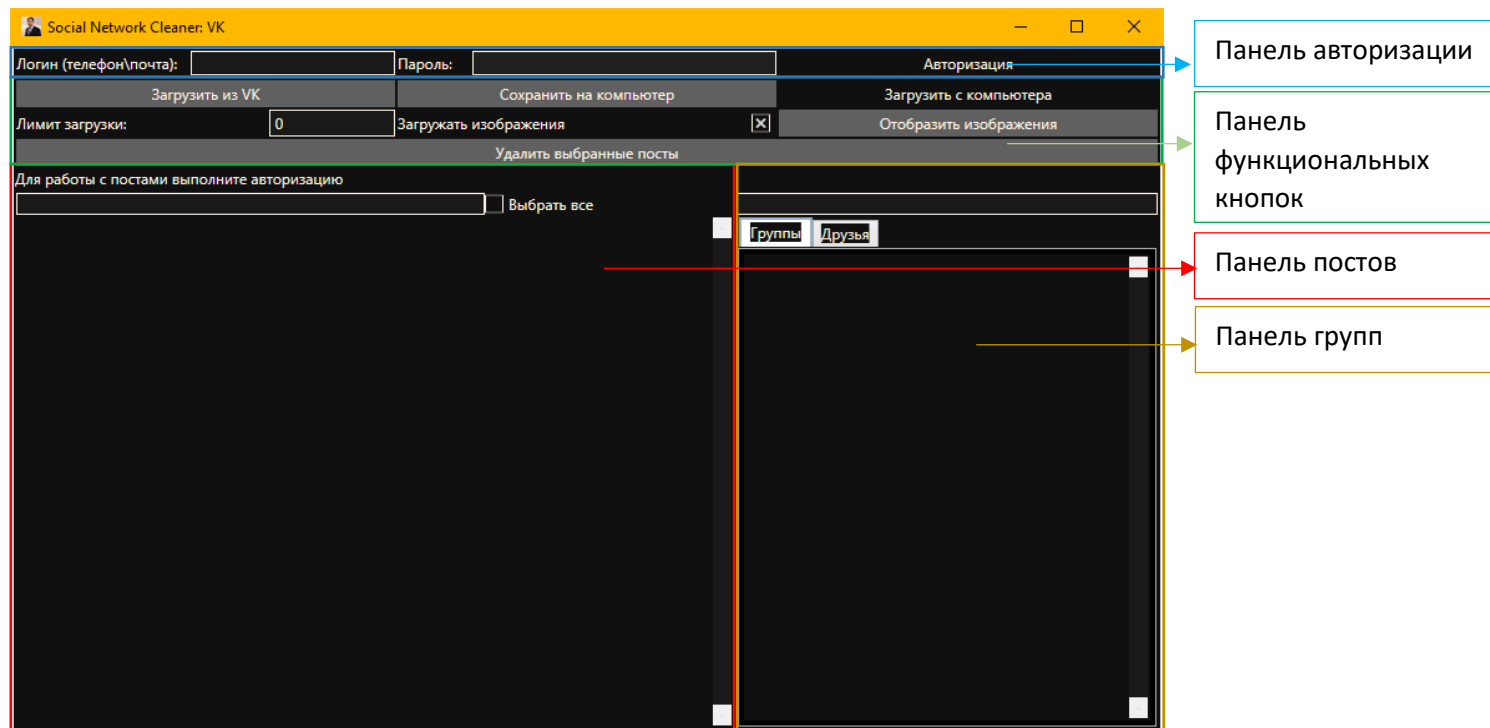 Social Network Cleaner: VK
Логин (телефон\почта): Пароль: Авторизация
Загрузить из VK Сохранить на компьютер Загрузить с компьютера
Лимит загрузки: 0 Загружать изображения Отобразить изображения
Удалить выбранные посты
Для работы с постами выполните авторизацию
Выбрать все
Группы Друзья
Панель авторизации
Панель
функциональных
кнопок
Панель постов
Панель групп